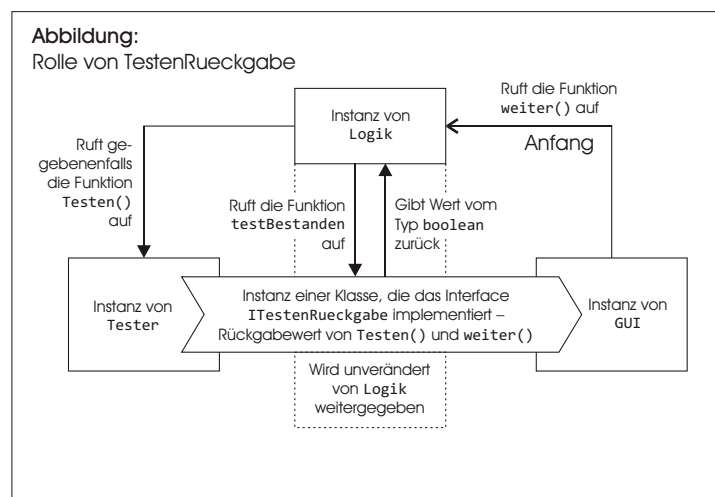 Abbildung:
Rolle von TestenRueckgabe
Ruft die Funktion
weiter() auf
Anfang
Instanz von
Logik
Ruft ge-
gebenenfalls
die Funktion
Testen()
auf
Ruft die Funktion
testBestanden
auf
Gibt Wert vom
Typ boolean
zurück
Instanz von
Tester
Instanz einer Klasse, die das Interface
ITestenRueckgabe implementiert –
Rückgabewert von Testen() und weiter()
Instanz von
GUI
Wird unverändert
von Logik
weitergegeben